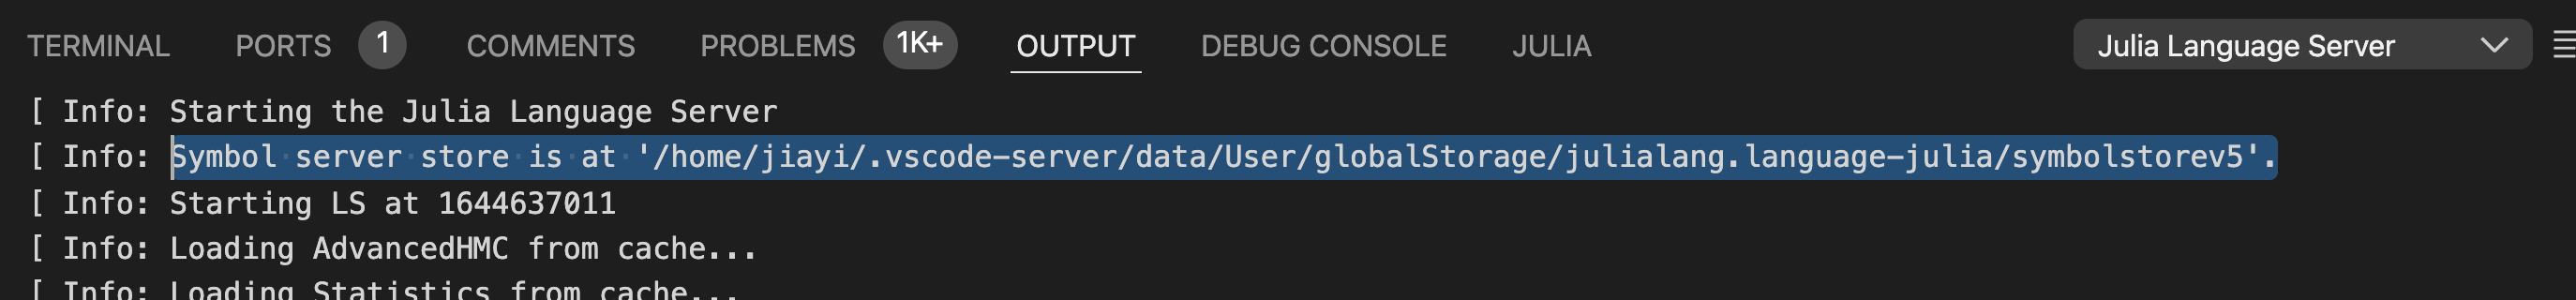 TERMINAL PORTS 1 COMMENTS PROBLEMS 1K+ OUTPUT DEBUG CONSOLE JULIA Julia Language Server
[ Info: Starting the Julia Language Server
[ Info: Symbol server store is at '/home/jiayi/.vscode-server/data/User/globalStorage/julialang.language-julia/symbolstorev5'.
[ Info: Starting LS at 1644637011
[ Info: Loading AdvancedHMC from cache...
[ Info: Loading Statistics from cache...